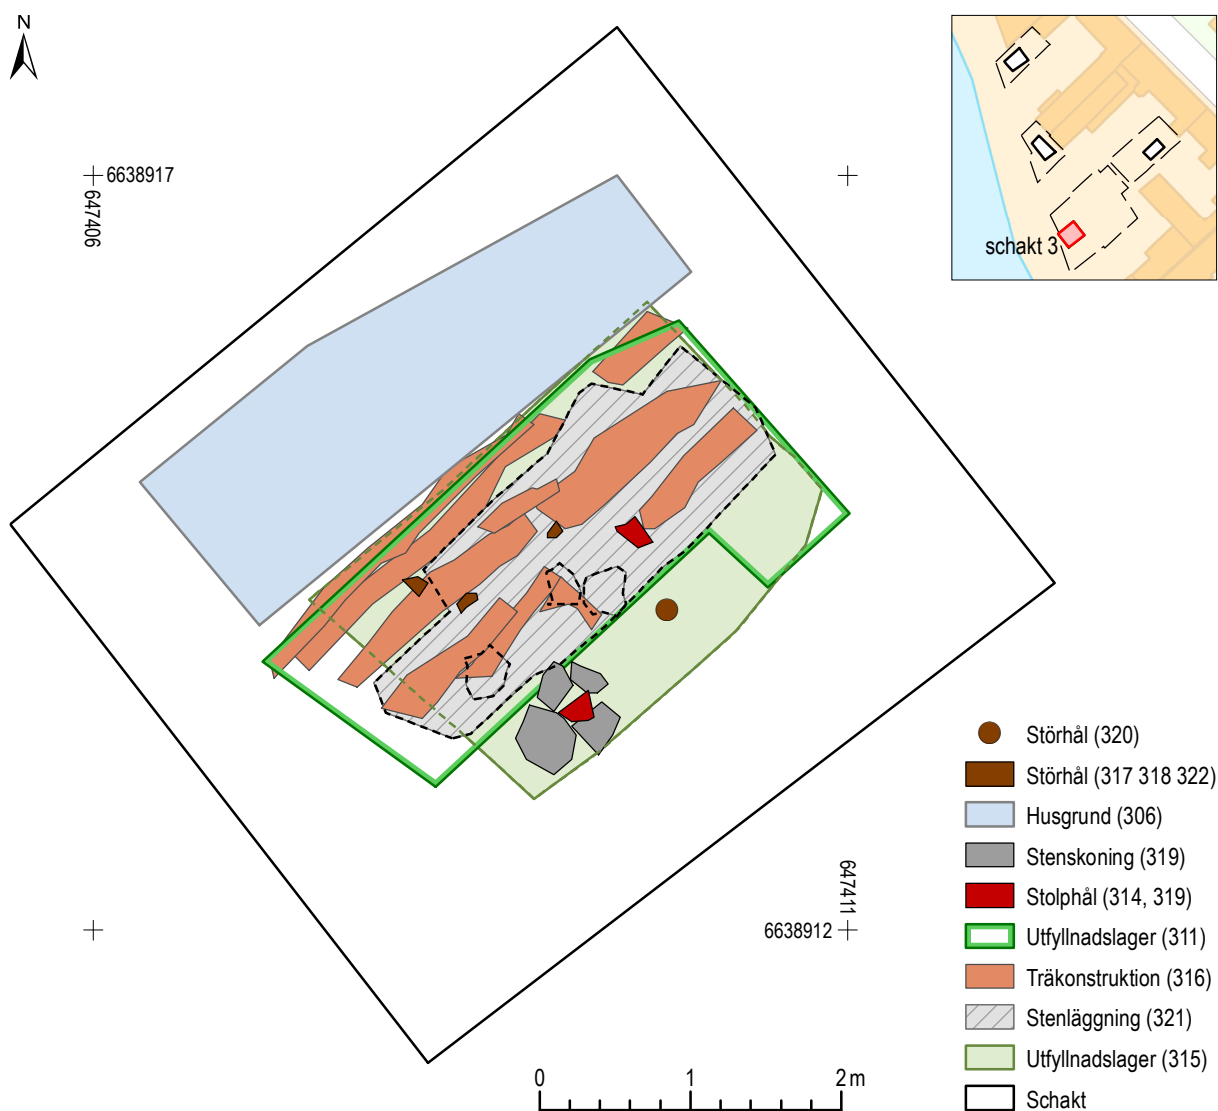 N
6638917
647406
schakt 3
647411
6638912
Störhål (320)
Störhål (317 318 322)
Husgrund (306)
Stenskoning (319)
Stolphål (314, 319)
Utfyllnadslager (311)
Träkonstruktion (316)
Stenläggning (321)
Utfyllnadslager (315)
Schakt
0 1 2 m